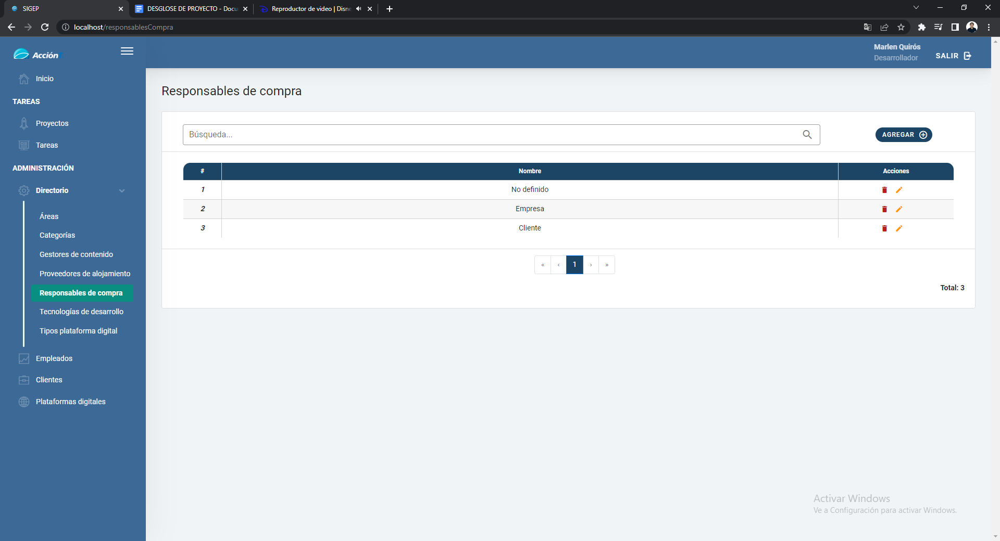 SIGEP
DESGLOSE DE PROYECTO - Docu
Reproductor de video | Disne
localhost/responsablesCompra
Acción
Marlen Quirós
Desarrollador
SALIR
Inicio
TAREAS
Proyectos
Tareas
ADMINISTRACIÓN
Directorio
Áreas
Categorías
Gestores de contenido
Proveedores de alojamiento
Responsables de compra
Tecnologías de desarrollo
Tipos plataforma digital
Empleados
Clientes
Plataformas digitales
Responsables de compra
Búsqueda...
AGREGAR
# Nombre Acciones
1 No definido
2 Empresa
3 Cliente
« ‹ 1 › »
Total: 3
Activar Windows
Ve a Configuración para activar Windows.